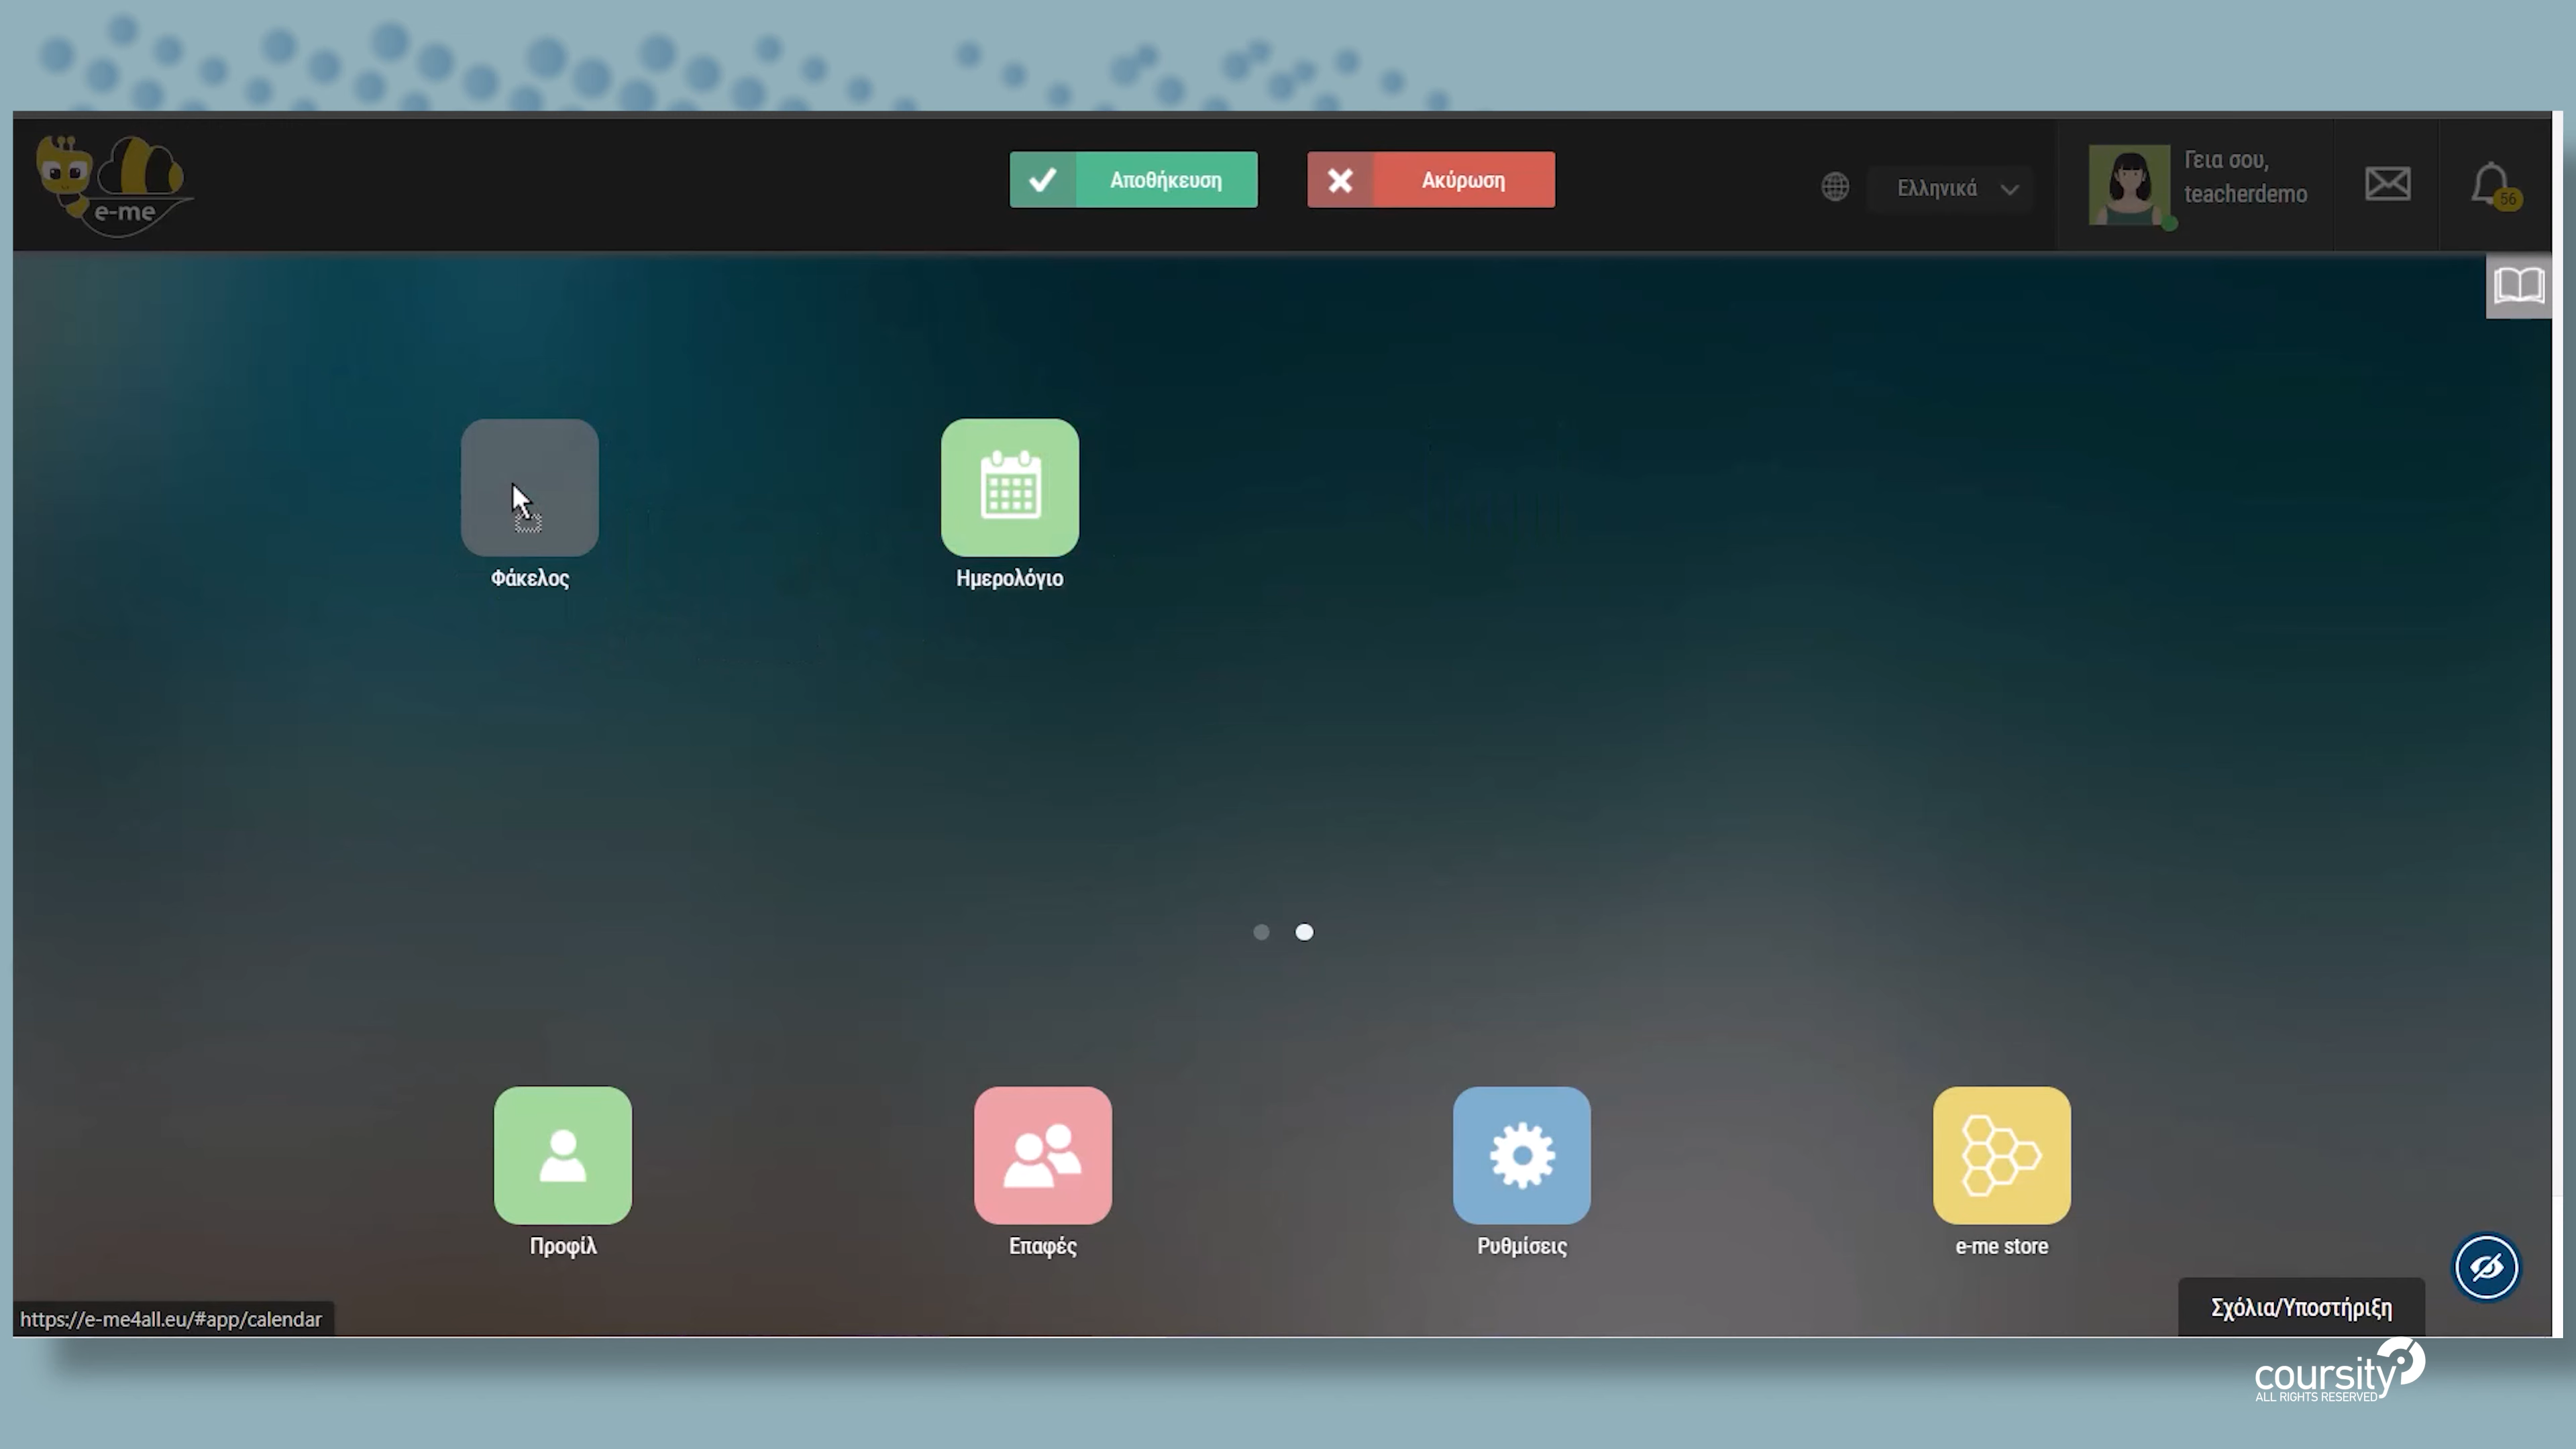 e-me
Αποθήκευση
Ακύρωση
Ελληνικά
Γεια σου,
teacherdemo
56
Φάκελος
Ημερολόγιο
Προφίλ
Επαφές
Ρυθμίσεις
e-me store
https://e-me4all.eu/#app/calendar
Σχόλια/Υποστήριξη
coursity
ALL RIGHTS RESERVED